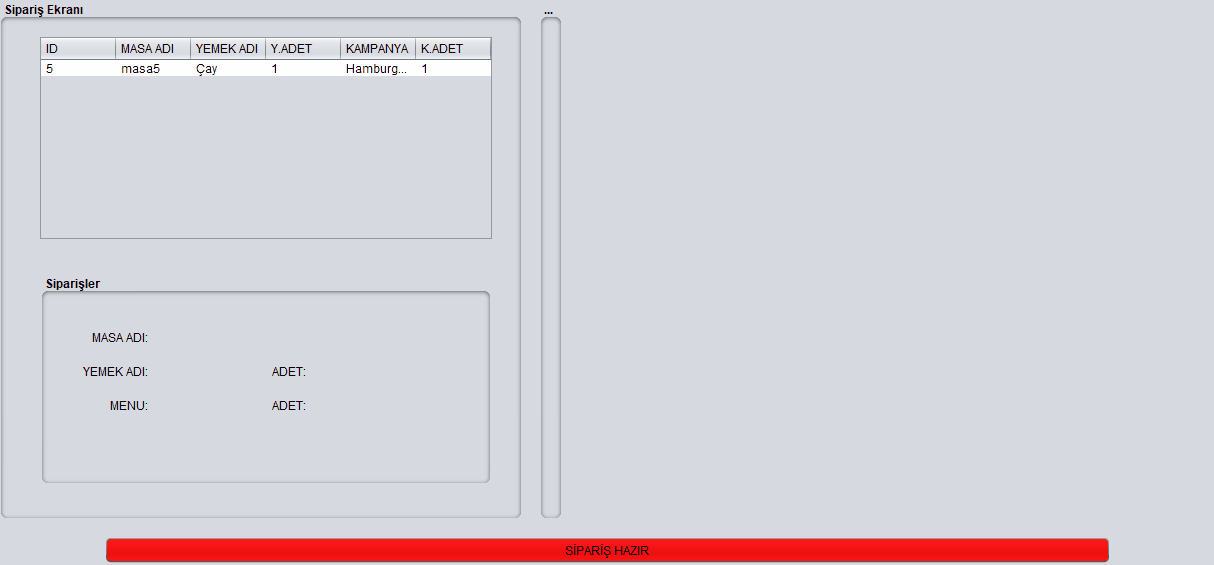 Sipariş Ekranı ...
ID MASA ADI YEMEK ADI Y.ADET KAMPANYA K.ADET
5 masa5 Çay 1 Hamburg... 1
Siparişler
MASA ADI:
YEMEK ADI: ADET:
MENU: ADET:
SİPARİŞ HAZIR